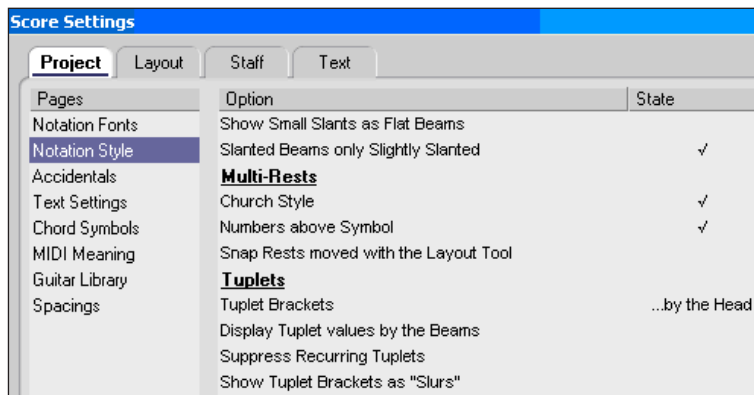 Score Settings
Project Layout Staff Text
Pages Option State
Notation Fonts Show Small Slants as Flat Beams
Notation Style Slanted Beams only Slightly Slanted √
Accidentals Multi-Rests
Text Settings Church Style √
Chord Symbols Numbers above Symbol √
MIDI Meaning Snap Rests moved with the Layout Tool
Guitar Library Tuplets
Spacings Tuplet Brackets ...by the Head
Display Tuplet values by the Beams
Suppress Recurring Tuplets
Show Tuplet Brackets as "Slurs"